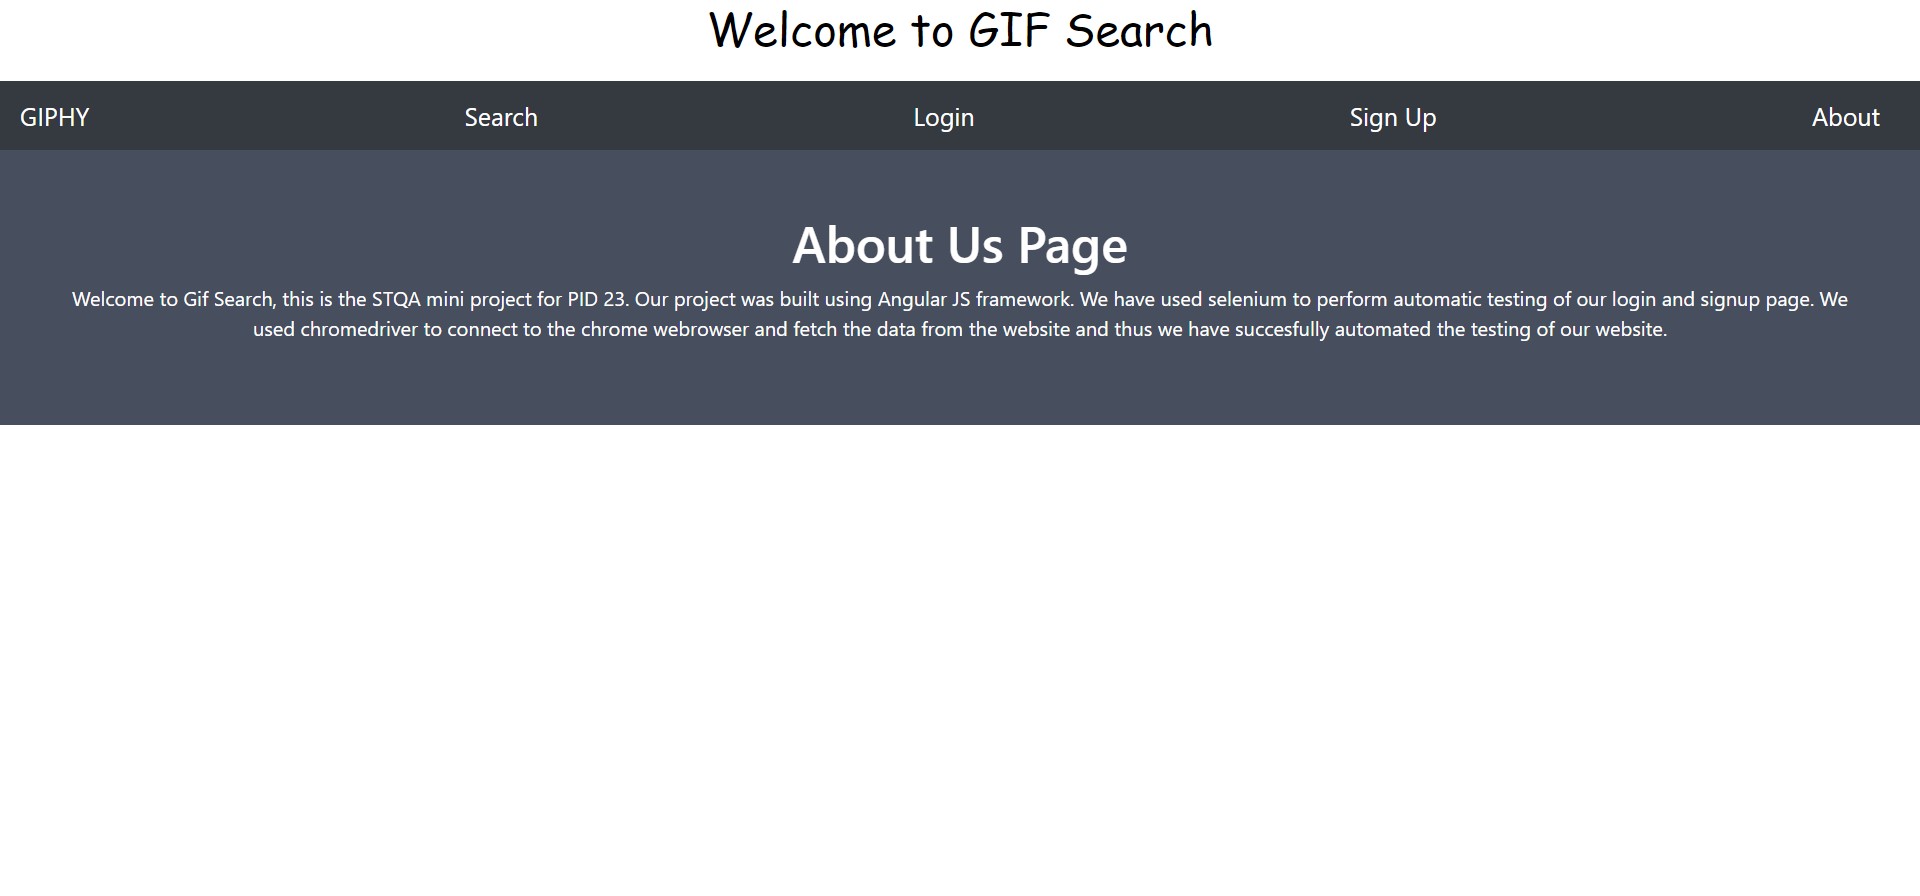 Welcome to GIF Search
GIPHY Search Login Sign Up About
About Us Page
Welcome to Gif Search, this is the STQA mini project for PID 23. Our project was built using Angular JS framework. We have used selenium to perform automatic testing of our login and signup page. We
used chromedriver to connect to the chrome webrowser and fetch the data from the website and thus we have succesfully automated the testing of our website.